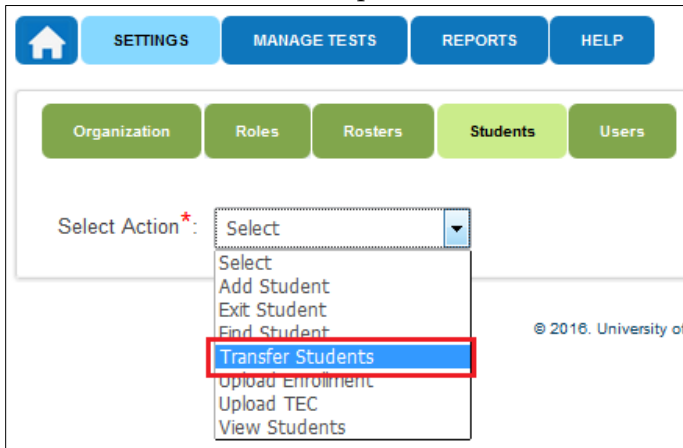 SETTINGS MANAGE TESTS REPORTS HELP
Organization Roles Rosters Students Users
Select Action*: Select
Select
Add Student
Exit Student
Find Student
Transfer Students
Upload Enrollment
Upload TEC
View Students
© 2016. University of